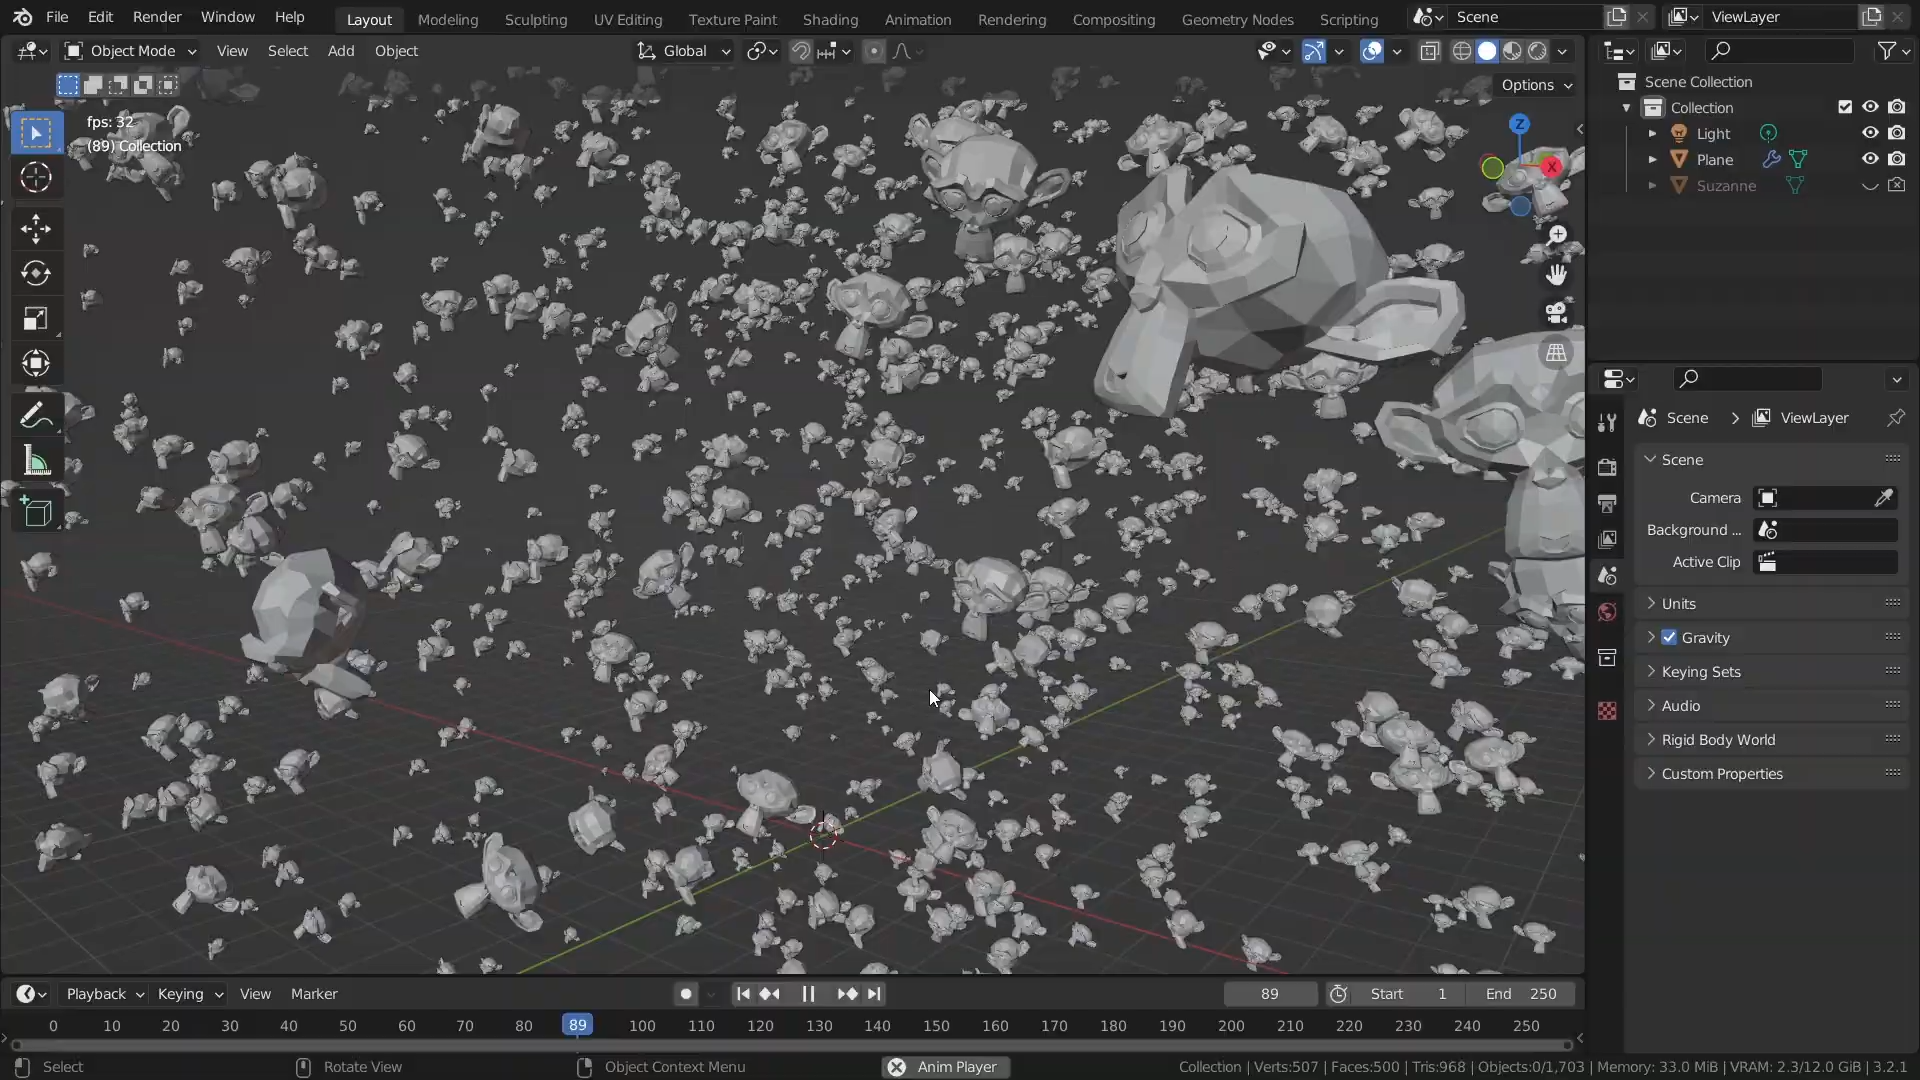 File Edit Render Window Help Layout Modeling Sculpting UV Editing Texture Paint Shading Animation Rendering Compositing Geometry Nodes Scripting Scene ViewLayer
Object Mode View Select Add Object Global
Options
fps: 32
(89) Collection
Z
X
Scene Collection
Collection
Light
Plane
Suzanne
Scene > ViewLayer
Scene
Camera
Background ...
Active Clip
Units
Gravity
Keying Sets
Audio
Rigid Body World
Custom Properties
Playback Keying View Marker 89 Start 1 End 250
0 10 20 30 40 50 60 70 80 89 100 110 120 130 140 150 160 170 180 190 200 210 220 230 240 250
Select Rotate View Object Context Menu Anim Player Collection | Verts:507 | Faces:500 | Tris:968 | Objects:0/1,703 | Memory: 33.0 MiB | VRAM: 2.3/12.0 GiB | 3.2.1